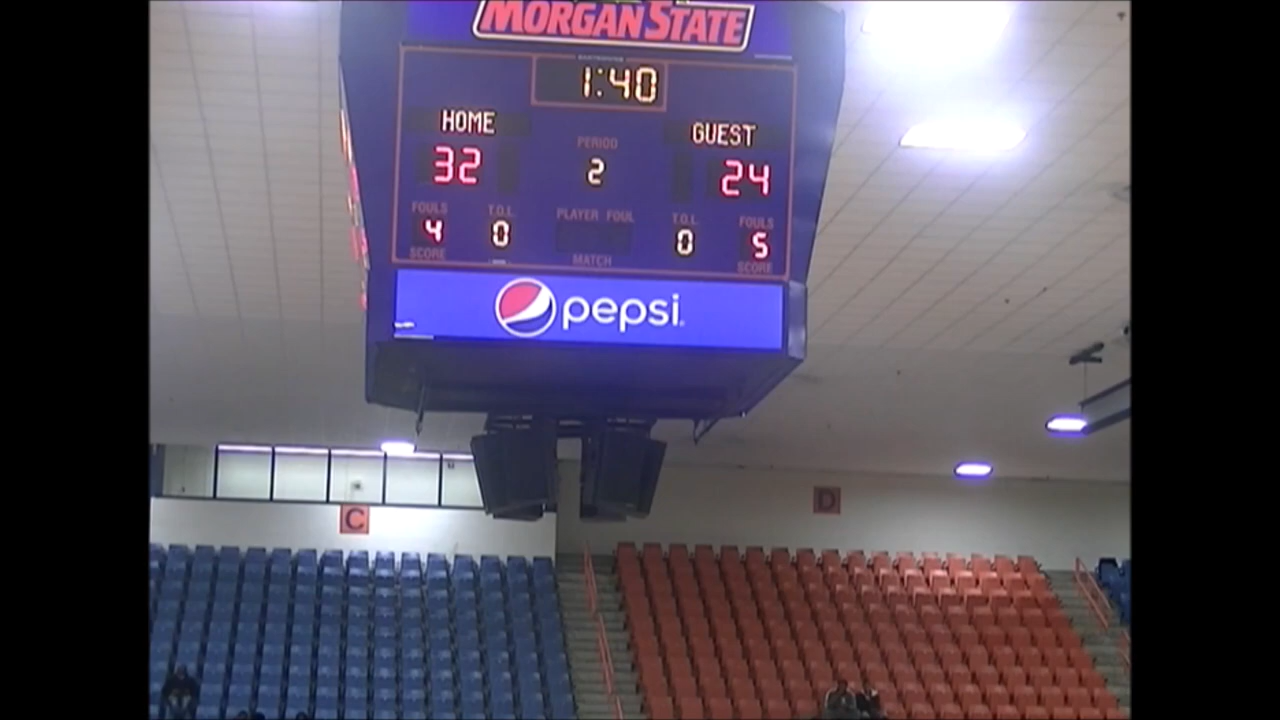 MORGAN STATE
1:40
HOME
GUEST
PERIOD
32
2
24
FOULS
T.O.L.
PLAYER FOUL
T.O.L.
FOULS
4
0
0
5
SCORE
MATCH
SCORE
pepsi
C
D